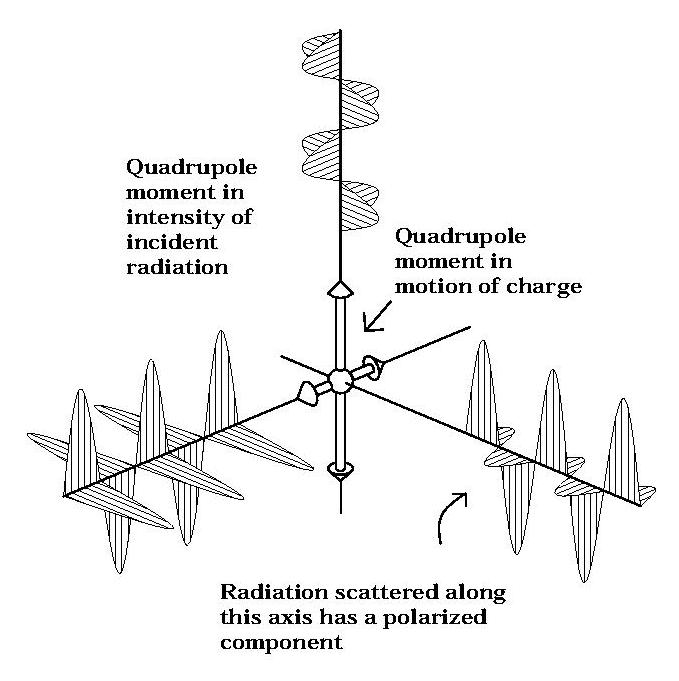 Quadrupole
moment in
intensity of
incident
radiation
Quadrupole
moment in
motion of charge
Radiation scattered along
this axis has a polarized
component